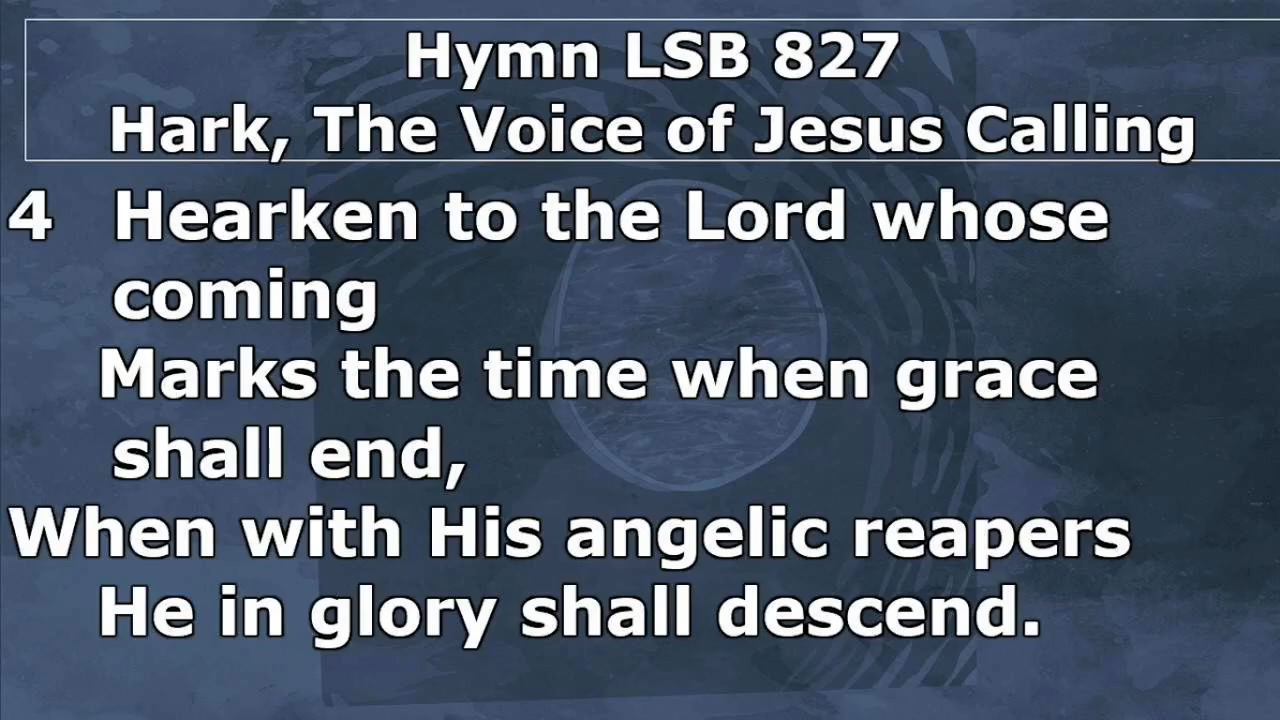 Hymn LSB 827
Hark, The Voice of Jesus Calling
4 Hearken to the Lord whose
coming
Marks the time when grace
shall end,
When with His angelic reapers
He in glory shall descend.